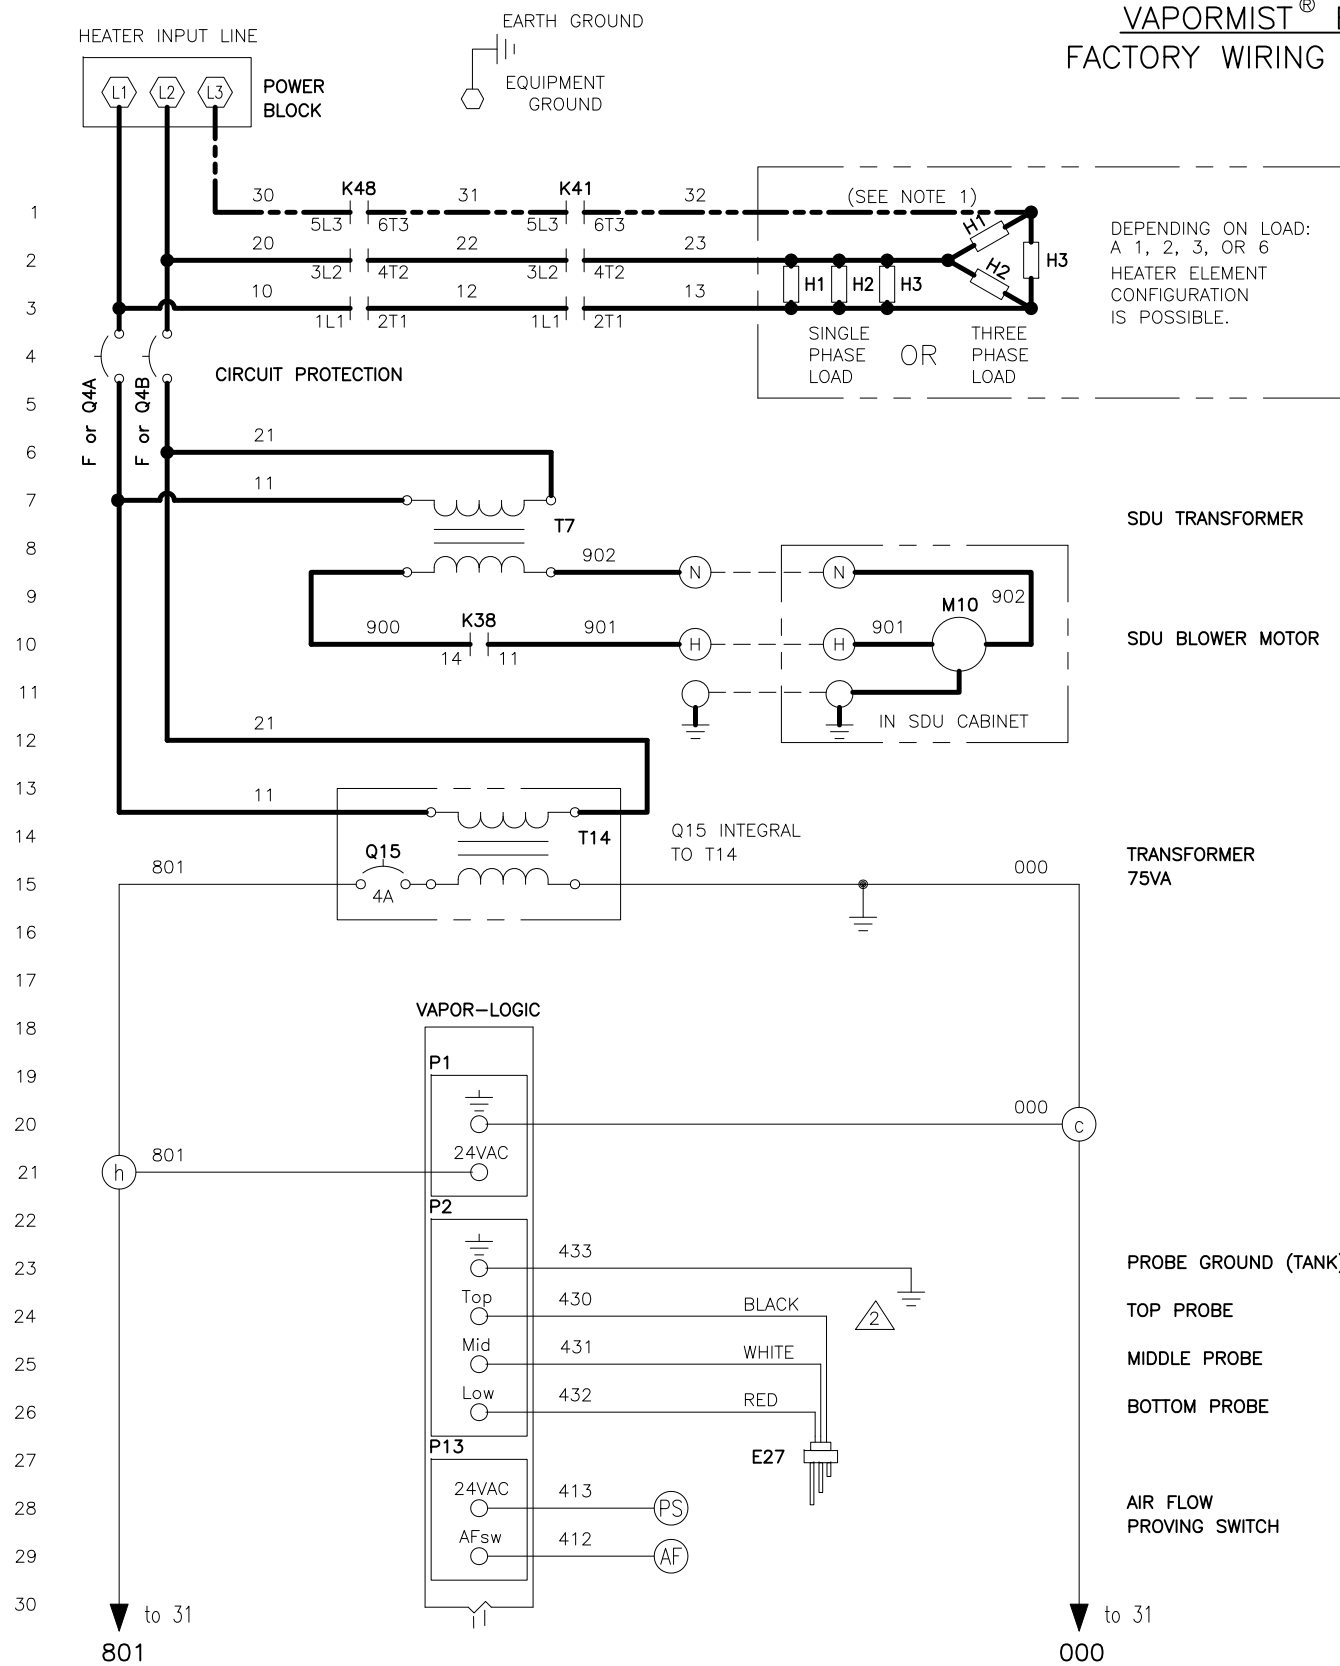 VAPORMIST®
FACTORY WIRING
HEATER INPUT LINE
EARTH GROUND
EQUIPMENT
GROUND
L1 L2 L3
POWER
BLOCK
1
30 K48 31 K41 32 (SEE NOTE 1)
5L3 6T3 5L3 6T3
H1
2
20 22 23
3L2 4T2 3L2 4T2
H1 H2 H3
H2 H3
3
10 12 13
1L1 2T1 1L1 2T1
DEPENDING ON LOAD:
A 1, 2, 3, OR 6
HEATER ELEMENT
CONFIGURATION
IS POSSIBLE.
4
SINGLE
PHASE
LOAD
OR
THREE
PHASE
LOAD
CIRCUIT PROTECTION
F or Q4A
F or Q4B
5
6
21
7
11
T7
SDU TRANSFORMER
8
902
N N
9
M10
902
10
900 K38 901
14 11
H H
901
SDU BLOWER MOTOR
11
IN SDU CABINET
12
21
13
11
14
T14
Q15 INTEGRAL
TO T14
TRANSFORMER
75VA
15
801
Q15
4A
000
16
17
VAPOR-LOGIC
18
19
P1
20
000
c
21
h
801
24VAC
22
P2
23
433
PROBE GROUND (TANK)
24
Top
430
BLACK
2
TOP PROBE
25
Mid
431
WHITE
MIDDLE PROBE
26
Low
432
RED
BOTTOM PROBE
27
P13
E27
28
24VAC
413
PS
AIR FLOW
PROVING SWITCH
29
AFsw
412
AF
30
to 31
801
to 31
000